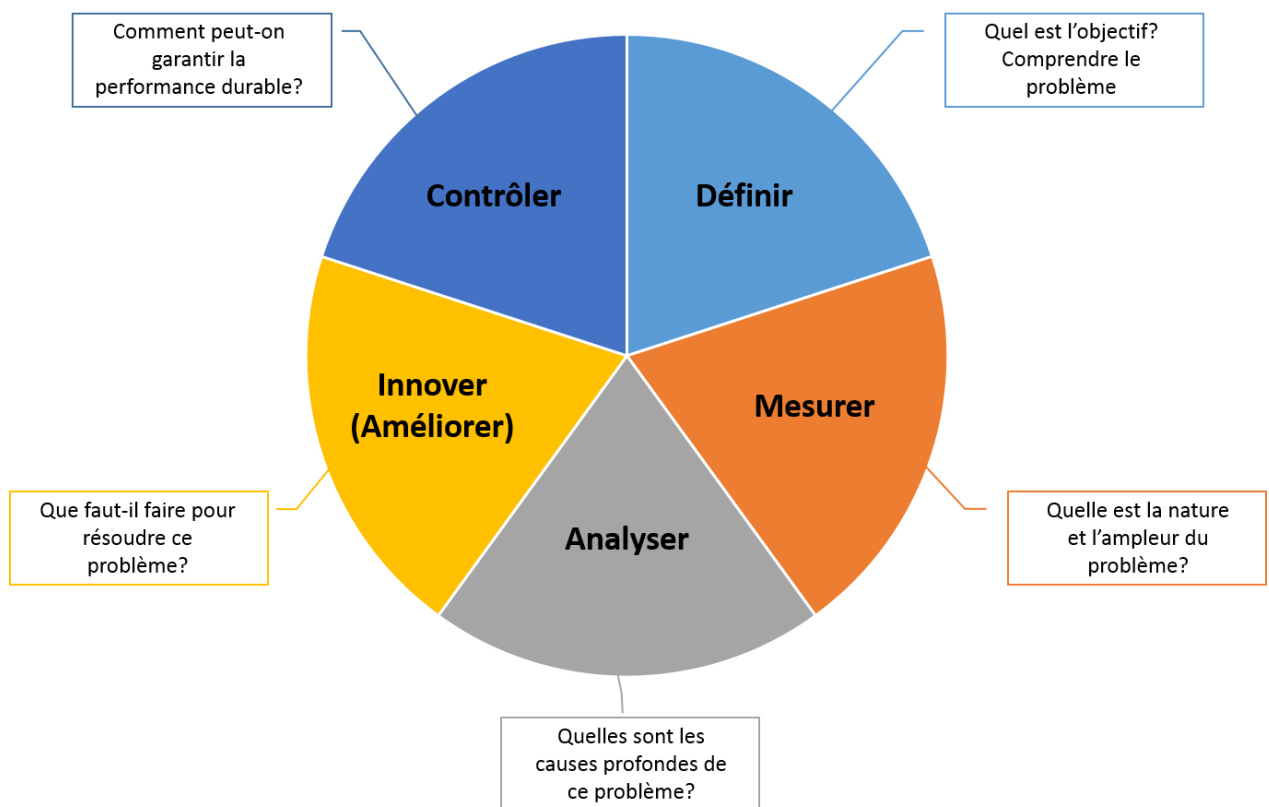 Comment peut-on
garantir la
performance durable?
Quel est l’objectif?
Comprendre le
problème
Contrôler
Définir
Innover
(Améliorer)
Mesurer
Que faut-il faire pour
résoudre ce
problème?
Quelle est la nature
et l’ampleur du
problème?
Analyser
Quelles sont les
causes profondes de
ce problème?